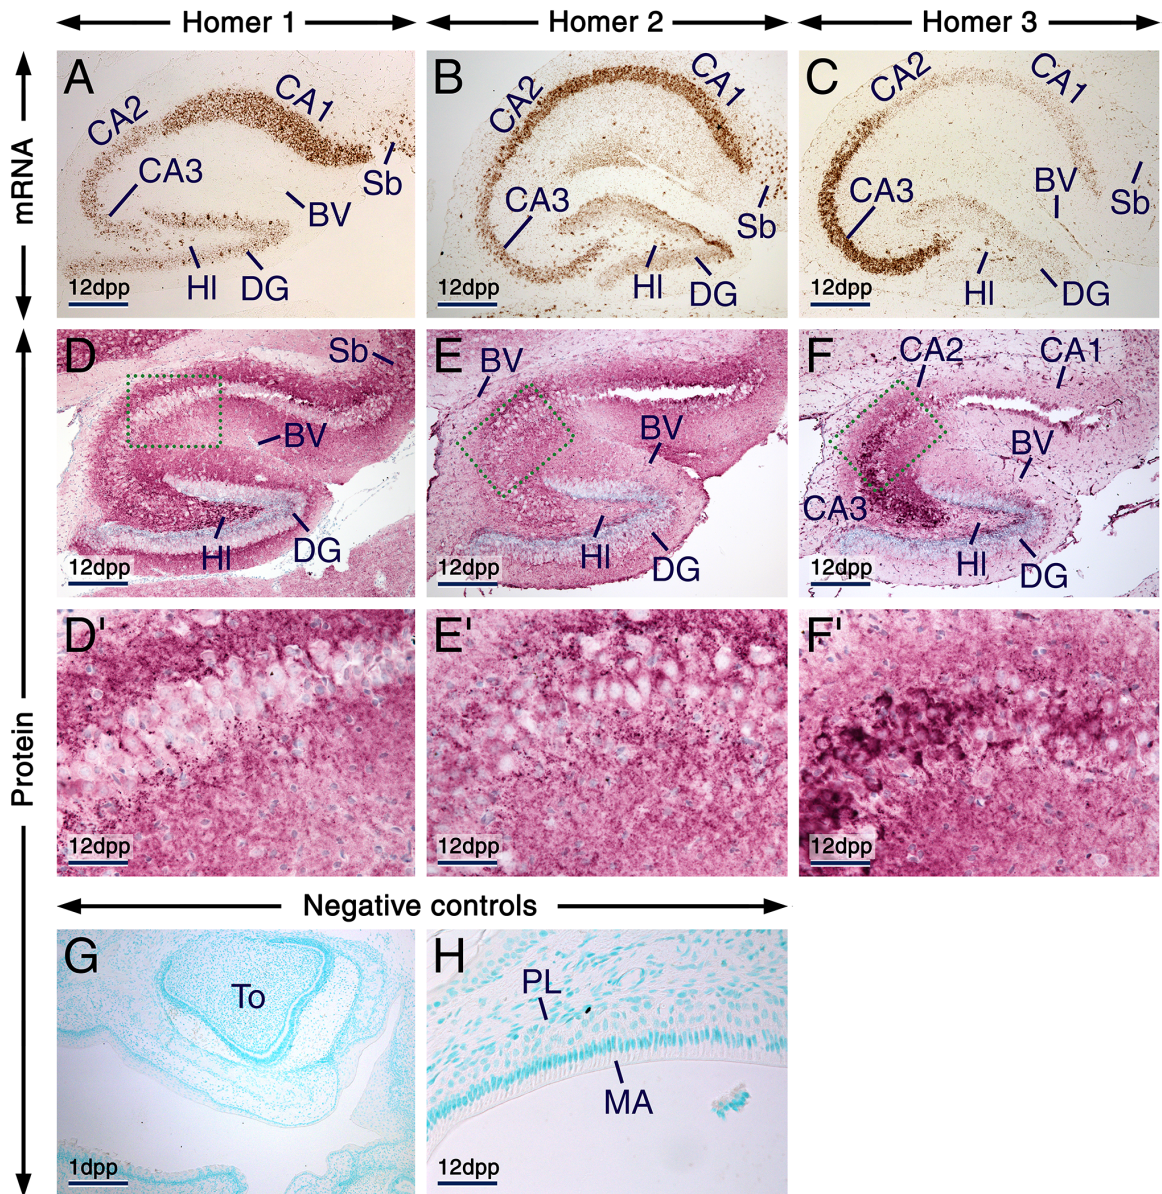 Homer 1
Homer 2
Homer 3
mRNA
A
CA2
CA1
CA3
Sb
BV
HI
DG
12dpp
B
CA2
CA1
CA3
Sb
HI
DG
12dpp
C
CA2
CA1
CA3
BV
Sb
HI
DG
12dpp
Protein
D
Sb
BV
HI
DG
12dpp
E
BV
BV
HI
DG
12dpp
F
CA2
CA1
BV
CA3
HI
DG
12dpp
D'
12dpp
E'
12dpp
F'
12dpp
Negative controls
G
To
1dpp
H
PL
MA
12dpp